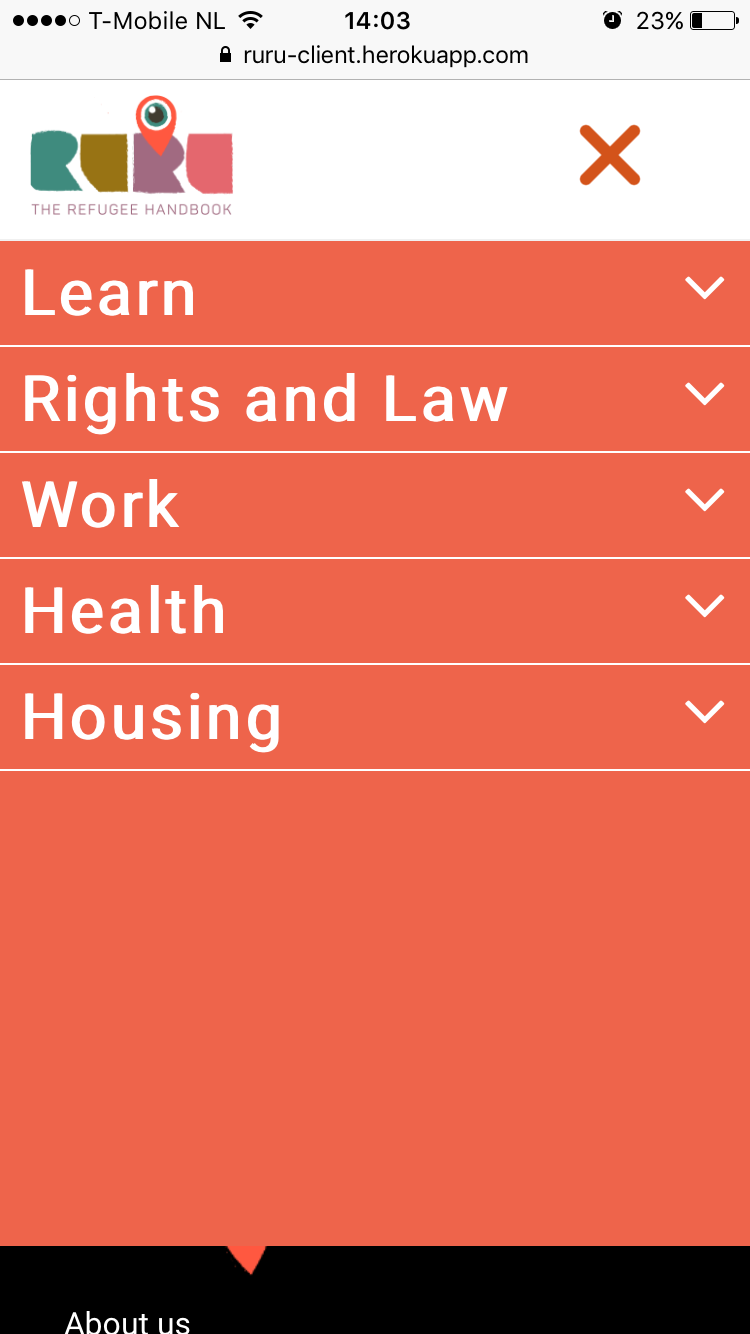 T-Mobile NL 14:03 23%
ruru-client.herokuapp.com
RURU
THE REFUGEE HANDBOOK
Learn
Rights and Law
Work
Health
Housing
About us